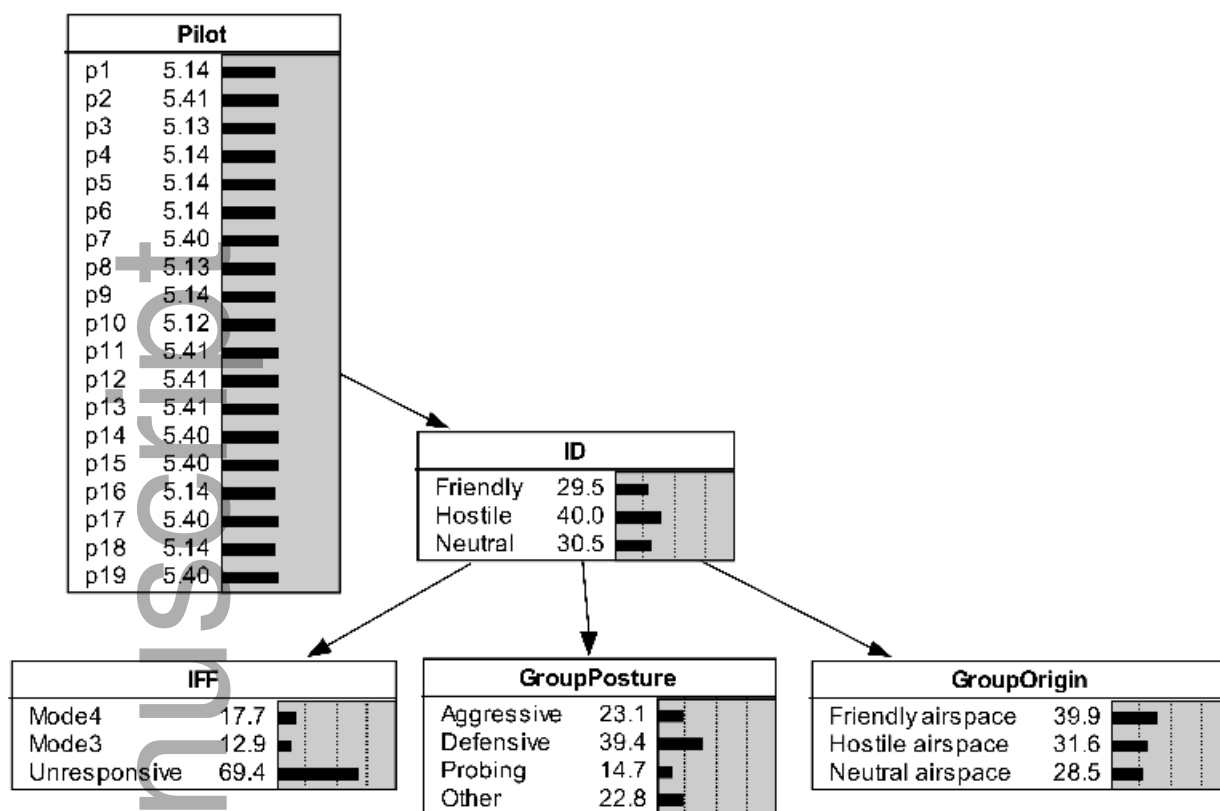 Pilot
p1 5.14
p2 5.41
p3 5.13
p4 5.14
p5 5.14
p6 5.14
p7 5.40
p8 5.13
p9 5.14
p10 5.12
p11 5.41
p12 5.41
p13 5.41
p14 5.40
p15 5.40
p16 5.14
p17 5.40
p18 5.14
p19 5.40
ID
Friendly 29.5
Hostile 40.0
Neutral 30.5
IFF
Mode4 17.7
Mode3 12.9
Unresponsive 69.4
GroupPosture
Aggressive 23.1
Defensive 39.4
Probing 14.7
Other 22.8
GroupOrigin
Friendly airspace 39.9
Hostile airspace 31.6
Neutral airspace 28.5
nuscript